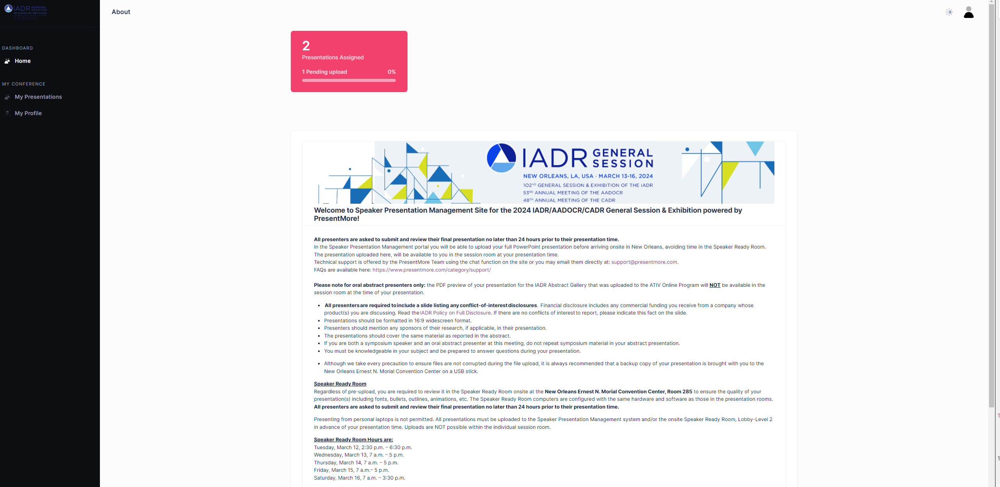 IADR GENERAL
SESSION
About
DASHBOARD
Home
MY CONFERENCE
My Presentations
My Profile
2
Presentations Assigned
1 Pending upload 0%
IADR GENERAL
SESSION
NEW ORLEANS, LA, USA · MARCH 13-16, 2024
102ND GENERAL SESSION & EXHIBITION OF THE IADR
53RD ANNUAL MEETING OF THE AADOCR
48TH ANNUAL MEETING OF THE CADR
Welcome to Speaker Presentation Management Site for the 2024 IADR/AADOCR/CADR General Session & Exhibition powered by
PresentMore!
All presenters are asked to submit and review their final presentation no later than 24 hours prior to their presentation time.
In the Speaker Presentation Management portal you will be able to upload your full PowerPoint presentation before arriving onsite in New Orleans, avoiding time in the Speaker Ready Room.
The presentation uploaded here, will be available to you in the session room at your presentation time.
Technical support is offered by the PresentMore Team using the chat function on the site or you may email them directly at: support@presentmore.com.
FAQs are available here: https://www.presentmore.com/category/support/
Please note for oral abstract presenters only: the PDF preview of your presentation for the IADR Abstract Gallery that was uploaded to the ATIV Online Program will NOT be available in the
session room at the time of your presentation.
• All presenters are required to include a slide listing any conflict-of-interest disclosures. Financial disclosure includes any commercial funding you receive from a company whose
product(s) you are discussing. Read the IADR Policy on Full Disclosure. If there are no conflicts of interest to report, please indicate this fact on the slide.
• Presentations should be formatted in 16:9 widescreen format.
• Presenters should mention any sponsors of their research, if applicable, in their presentation.
• The presentations should cover the same material as reported in the abstract.
• If you are both a symposium speaker and an oral abstract presenter at this meeting, do not repeat symposium material in your abstract presentation.
• You must be knowledgeable in your subject and be prepared to answer questions during your presentation.
• Although we take every precaution to ensure files are not corrupted during the file upload, it is always recommended that a backup copy of your presentation is brought with you to the
New Orleans Ernest N. Morial Convention Center on a USB stick.
Speaker Ready Room
Regardless of pre-upload, you are required to review it in the Speaker Ready Room onsite at the New Orleans Ernest N. Morial Convention Center, Room 285 to ensure the quality of your
presentation(s) including fonts, bullets, outlines, animations, etc. The Speaker Ready Room computers are configured with the same hardware and software as those in the presentation rooms.
All presenters are asked to submit and review their final presentation no later than 24 hours prior to their presentation time.
Presenting from personal laptops is not permitted. All presentations must be uploaded to the Speaker Presentation Management system and/or the onsite Speaker Ready Room, Lobby-Level 2
in advance of your presentation time. Uploads are NOT possible within the individual session room.
Speaker Ready Room Hours are:
Tuesday, March 12, 2:30 p.m. – 6:30 p.m.
Wednesday, March 13, 7 a.m. – 5 p.m.
Thursday, March 14, 7 a.m. – 5 p.m.
Friday, March 15, 7 a.m.– 5 p.m.
Saturday, March 16, 7 a.m. – 3:30 p.m.